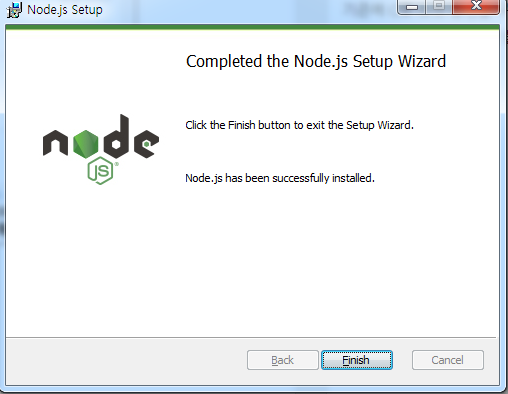 Node.js Setup
Completed the Node.js Setup Wizard
Click the Finish button to exit the Setup Wizard.
node
JS
Node.js has been successfully installed.
Back
Finish
Cancel